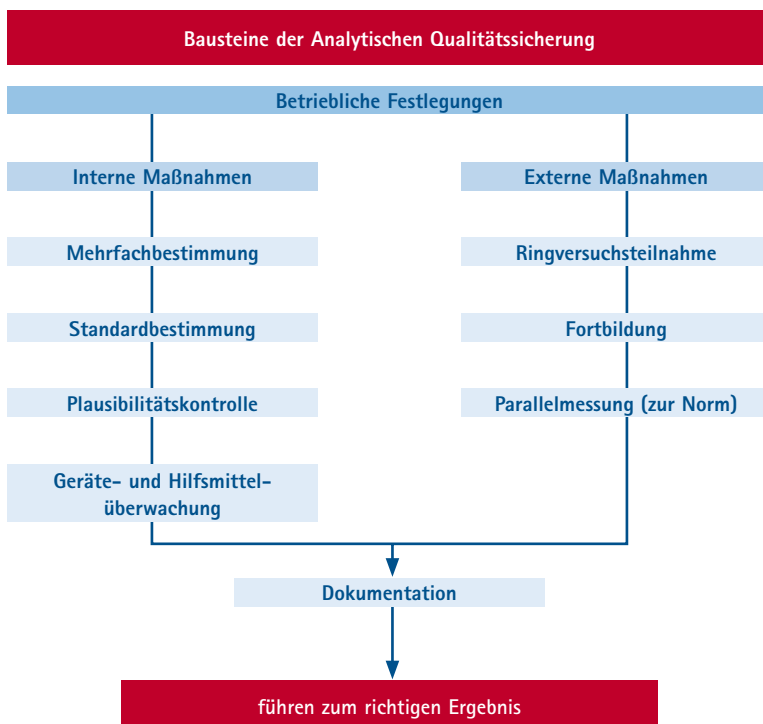 Bausteine der Analytischen Qualitätssicherung
Betriebliche Festlegungen
Interne Maßnahmen
Externe Maßnahmen
Mehrfachbestimmung
Ringversuchsteilnahme
Standardbestimmung
Fortbildung
Plausibilitätskontrolle
Parallelmessung (zur Norm)
Geräte- und Hilfsmittel-
überwachung
Dokumentation
führen zum richtigen Ergebnis